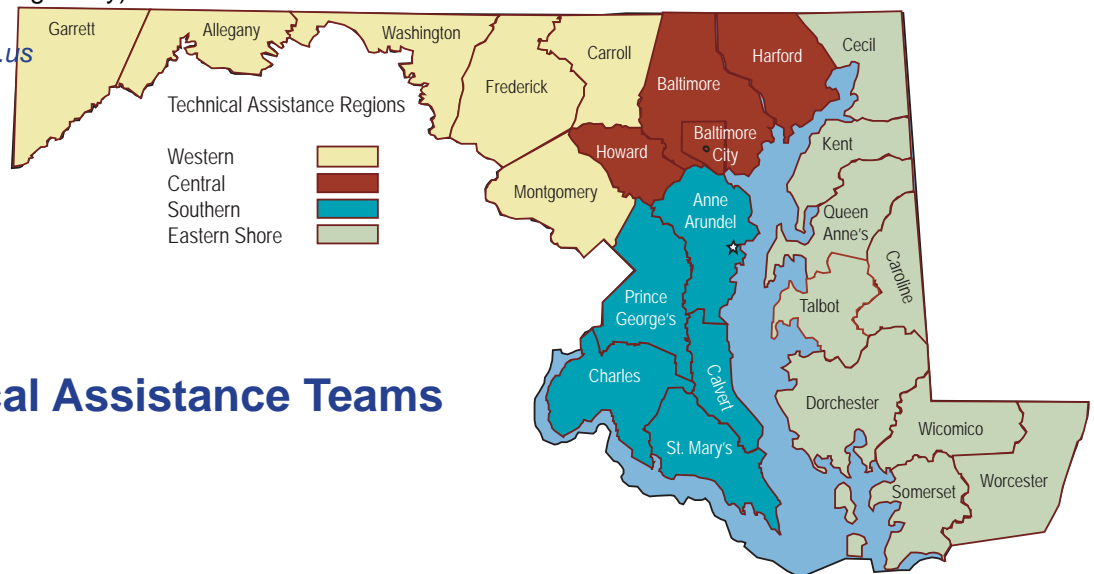 Garrett
Allegany
Washington
Carroll
Frederick
Baltimore
Harford
Cecil
.us
Technical Assistance Regions
Western
Central
Southern
Eastern Shore
Howard
Baltimore
City
Kent
Montgomery
Anne
Arundel
Queen
Anne's
Caroline
Talbot
Prince
George's
Charles
Calvert
cal Assistance Teams
St. Mary's
Dorchester
Wicomico
Somerset
Worcester